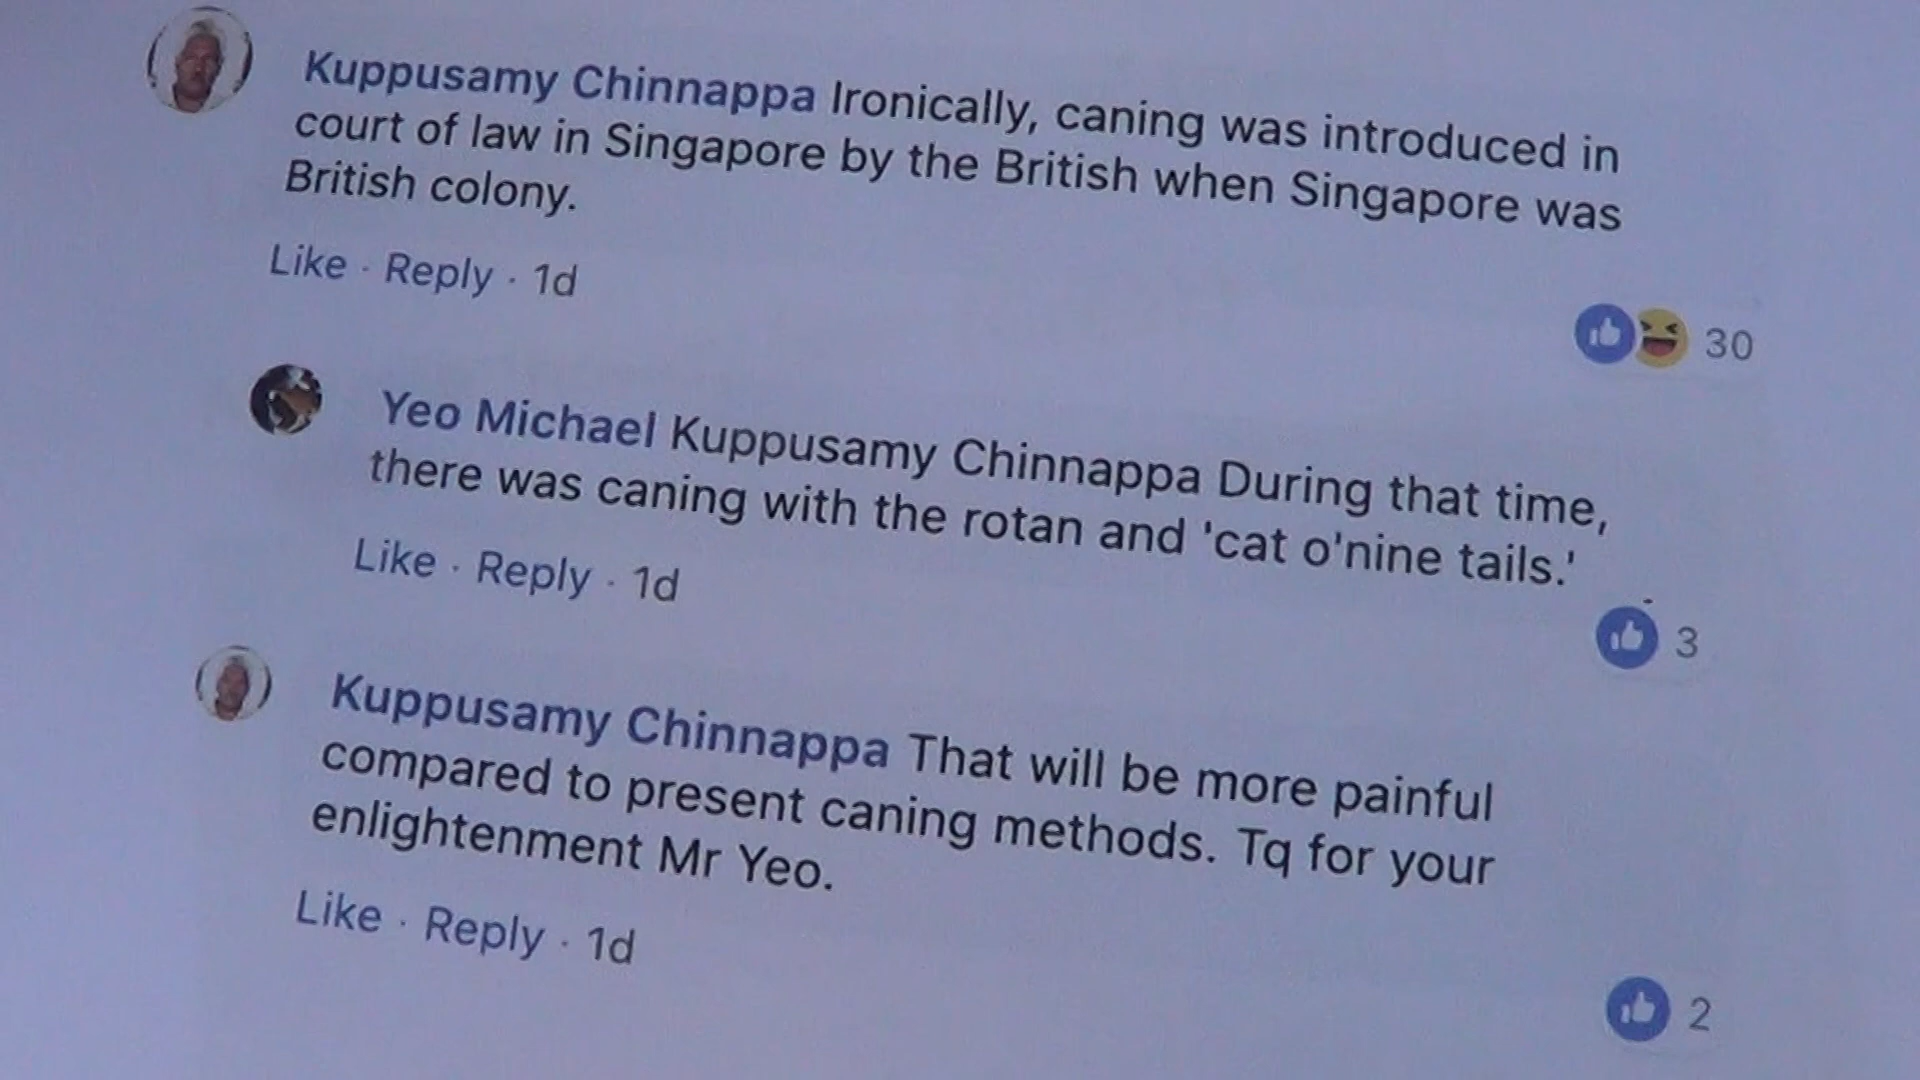 Kuppusamy Chinnappa Ironically, caning was introduced in
court of law in Singapore by the British when Singapore was
British colony.
Like · Reply · 1d
30
Yeo Michael Kuppusamy Chinnappa During that time,
there was caning with the rotan and 'cat o'nine tails.'
Like · Reply · 1d
3
Kuppusamy Chinnappa That will be more painful
compared to present caning methods. Tq for your
enlightenment Mr Yeo.
Like · Reply · 1d
2